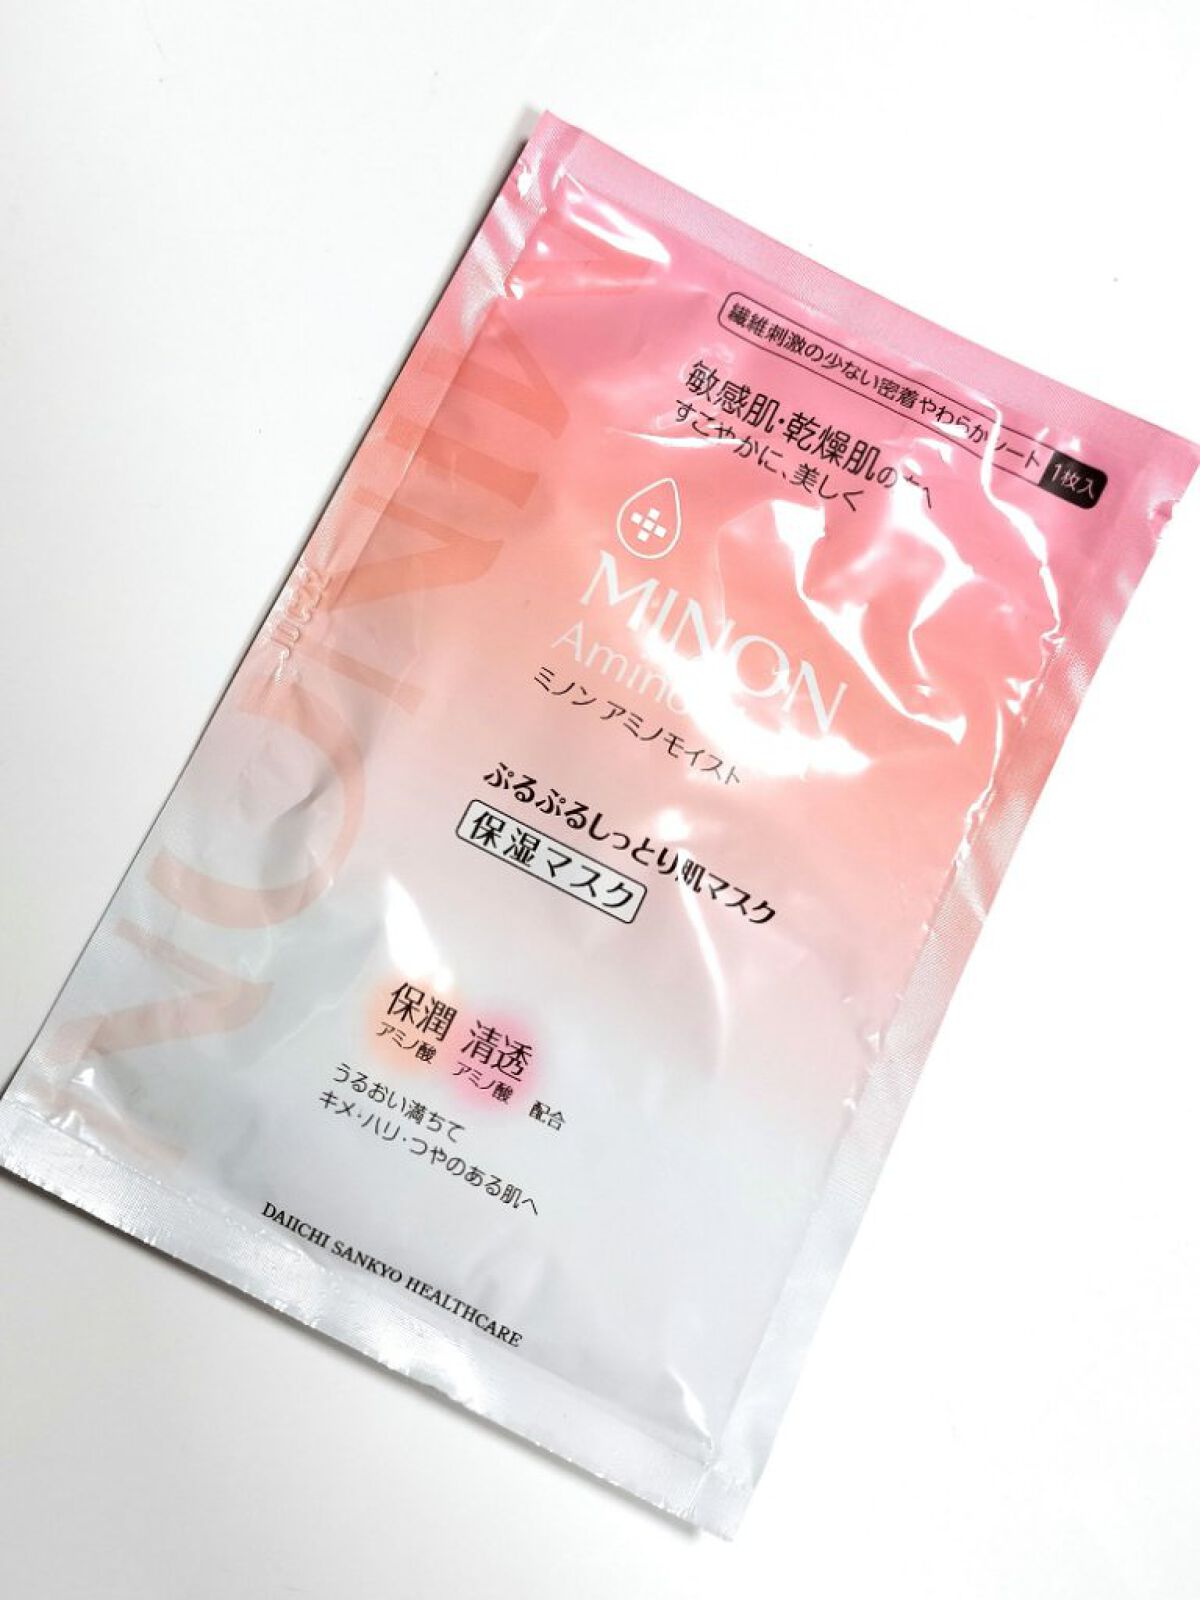 繊維刺激の少ない密着やわらかシート 1枚入
敏感肌・乾燥肌の方へ
すこやかに、美しく
MINON
Amino
ミノン アミノモイスト
ぷるぷるしっとり肌マスク
保湿マスク
保潤 清透
アミノ酸 アミノ酸 配合
うるおい満ちて
キメ・ハリ・つやのある肌へ
DAIICHI SANKYO HEALTHCARE
MINON